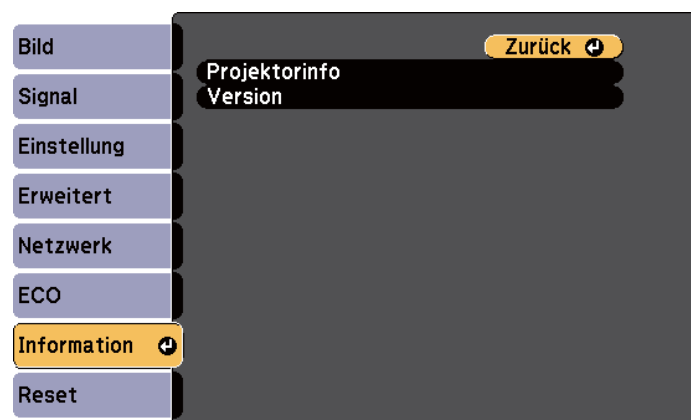 Bild
Signal
Einstellung
Erweitert
Netzwerk
ECO
Information
Reset
Zurück
Projektorinfo
Version